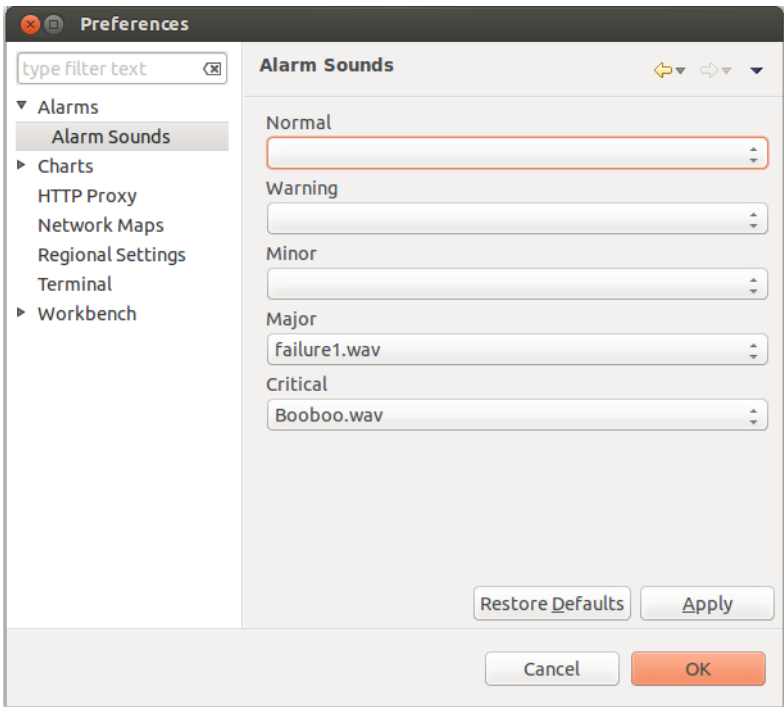 Preferences
type filter text
Alarms
Alarm Sounds
Charts
HTTP Proxy
Network Maps
Regional Settings
Terminal
Workbench
Alarm Sounds
Normal
Warning
Minor
Major
failure1.wav
Critical
Booboo.wav
Restore Defaults
Apply
Cancel
OK